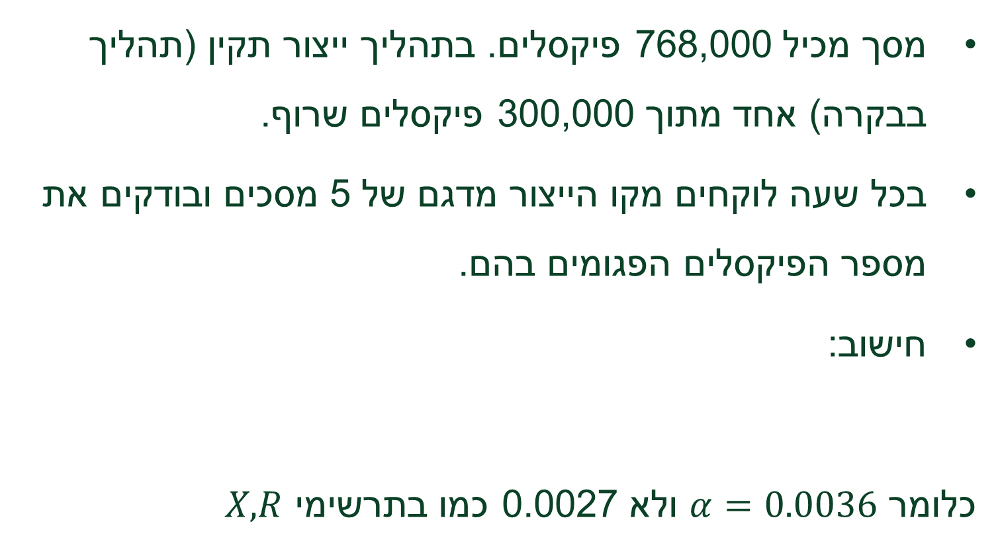 • מסך מכיל 768,000 פיקסלים. בתהליך ייצור תקין (תהליך
בבקרה) אחד מתוך 300,000 פיקסלים שרוף.
• בכל שעה לוקחים מקו הייצור מדגם של 5 מסכים ובודקים את
מספר הפיקסלים הפגומים בהם.
• חישוב:
כלומר α = 0.0036 ולא 0.0027 כמו בתרשימי X,R